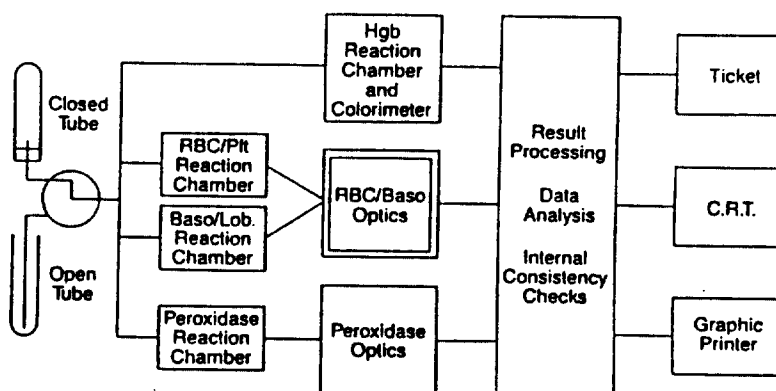 Closed
Tube
Open
Tube
Hgb
Reaction
Chamber
and
Colorimeter
RBC/Plt
Reaction
Chamber
Baso/Lob.
Reaction
Chamber
Peroxidase
Reaction
Chamber
RBC/Baso
Optics
Peroxidase
Optics
Result
Processing
Data
Analysis
Internal
Consistency
Checks
Ticket
C.R.T.
Graphic
Printer